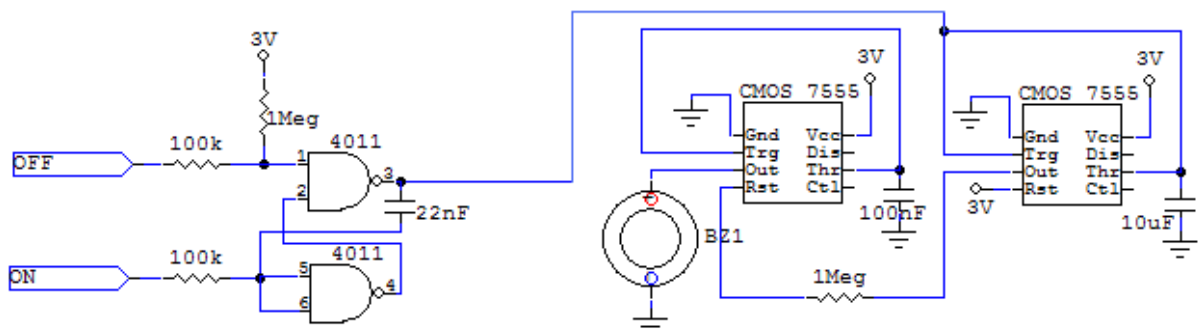 3V
1Meg
OFF
100k
4011
1
2
3
22nF
ON
100k
4011
5
6
4
3V
CMOS 7555
Gnd Vcc
Trg Dis
Out Thr
Rst Ctl
100nF
BZ1
1Meg
3V
CMOS 7555
Gnd Vcc
Trg Dis
Out Thr
Rst Ctl
3V
10uF